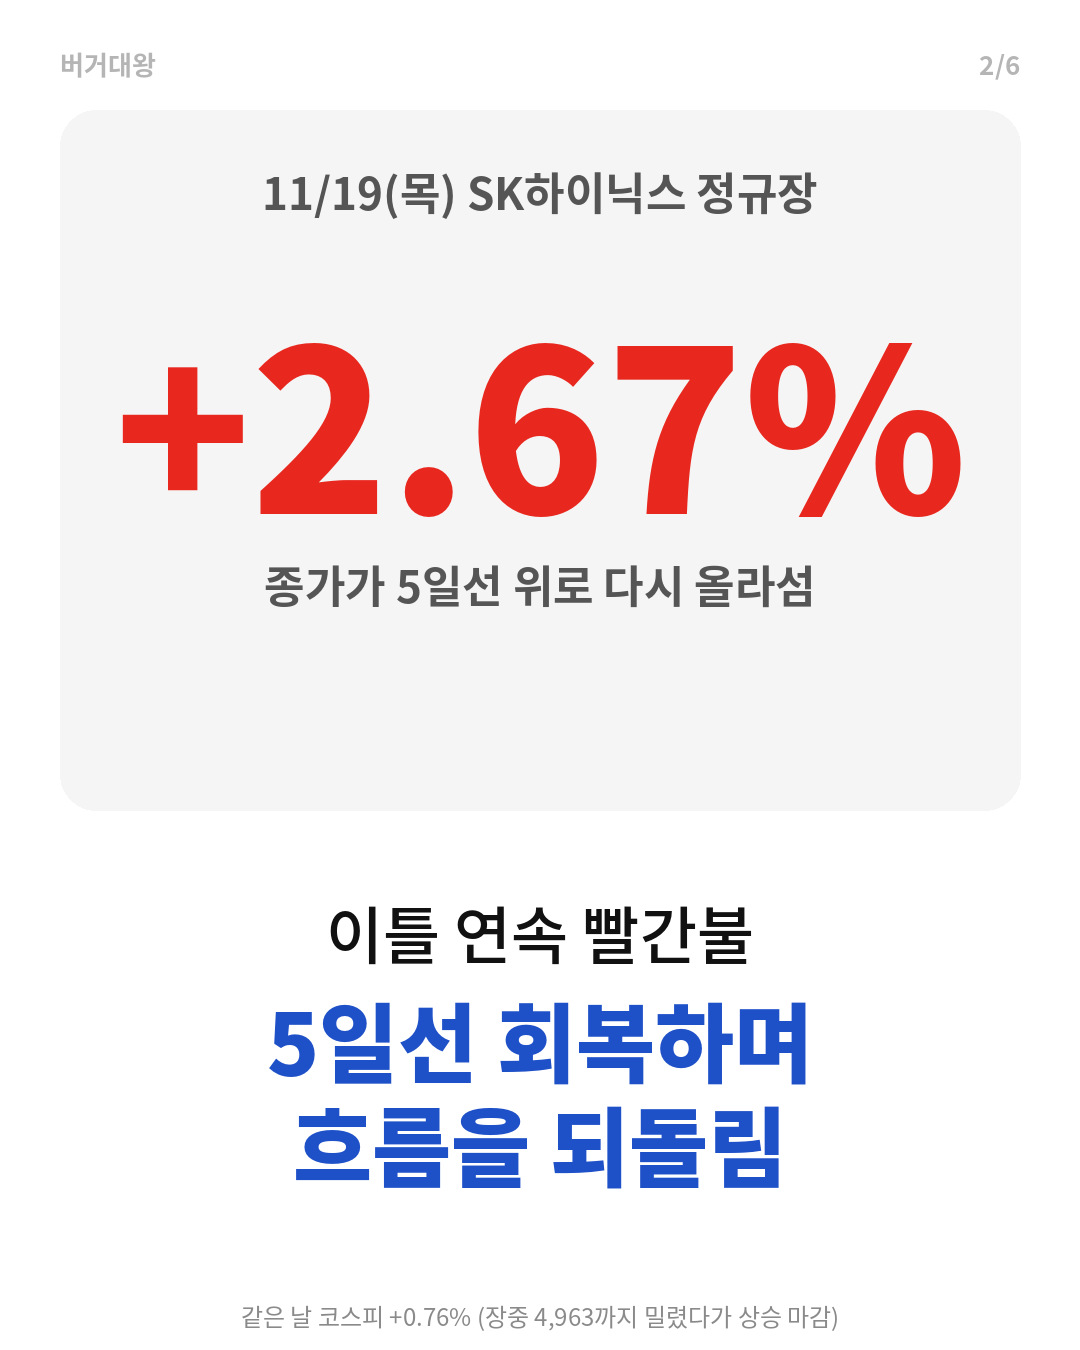 버거대왕
2/6
11/19(목) SK하이닉스 정규장
+2.67%
종가가 5일선 위로 다시 올라섬
이틀 연속 빨간불
5일선 회복하며
흐름을 되돌림
같은 날 코스피 +0.76% (장중 4,963까지 밀렸다가 상승 마감)